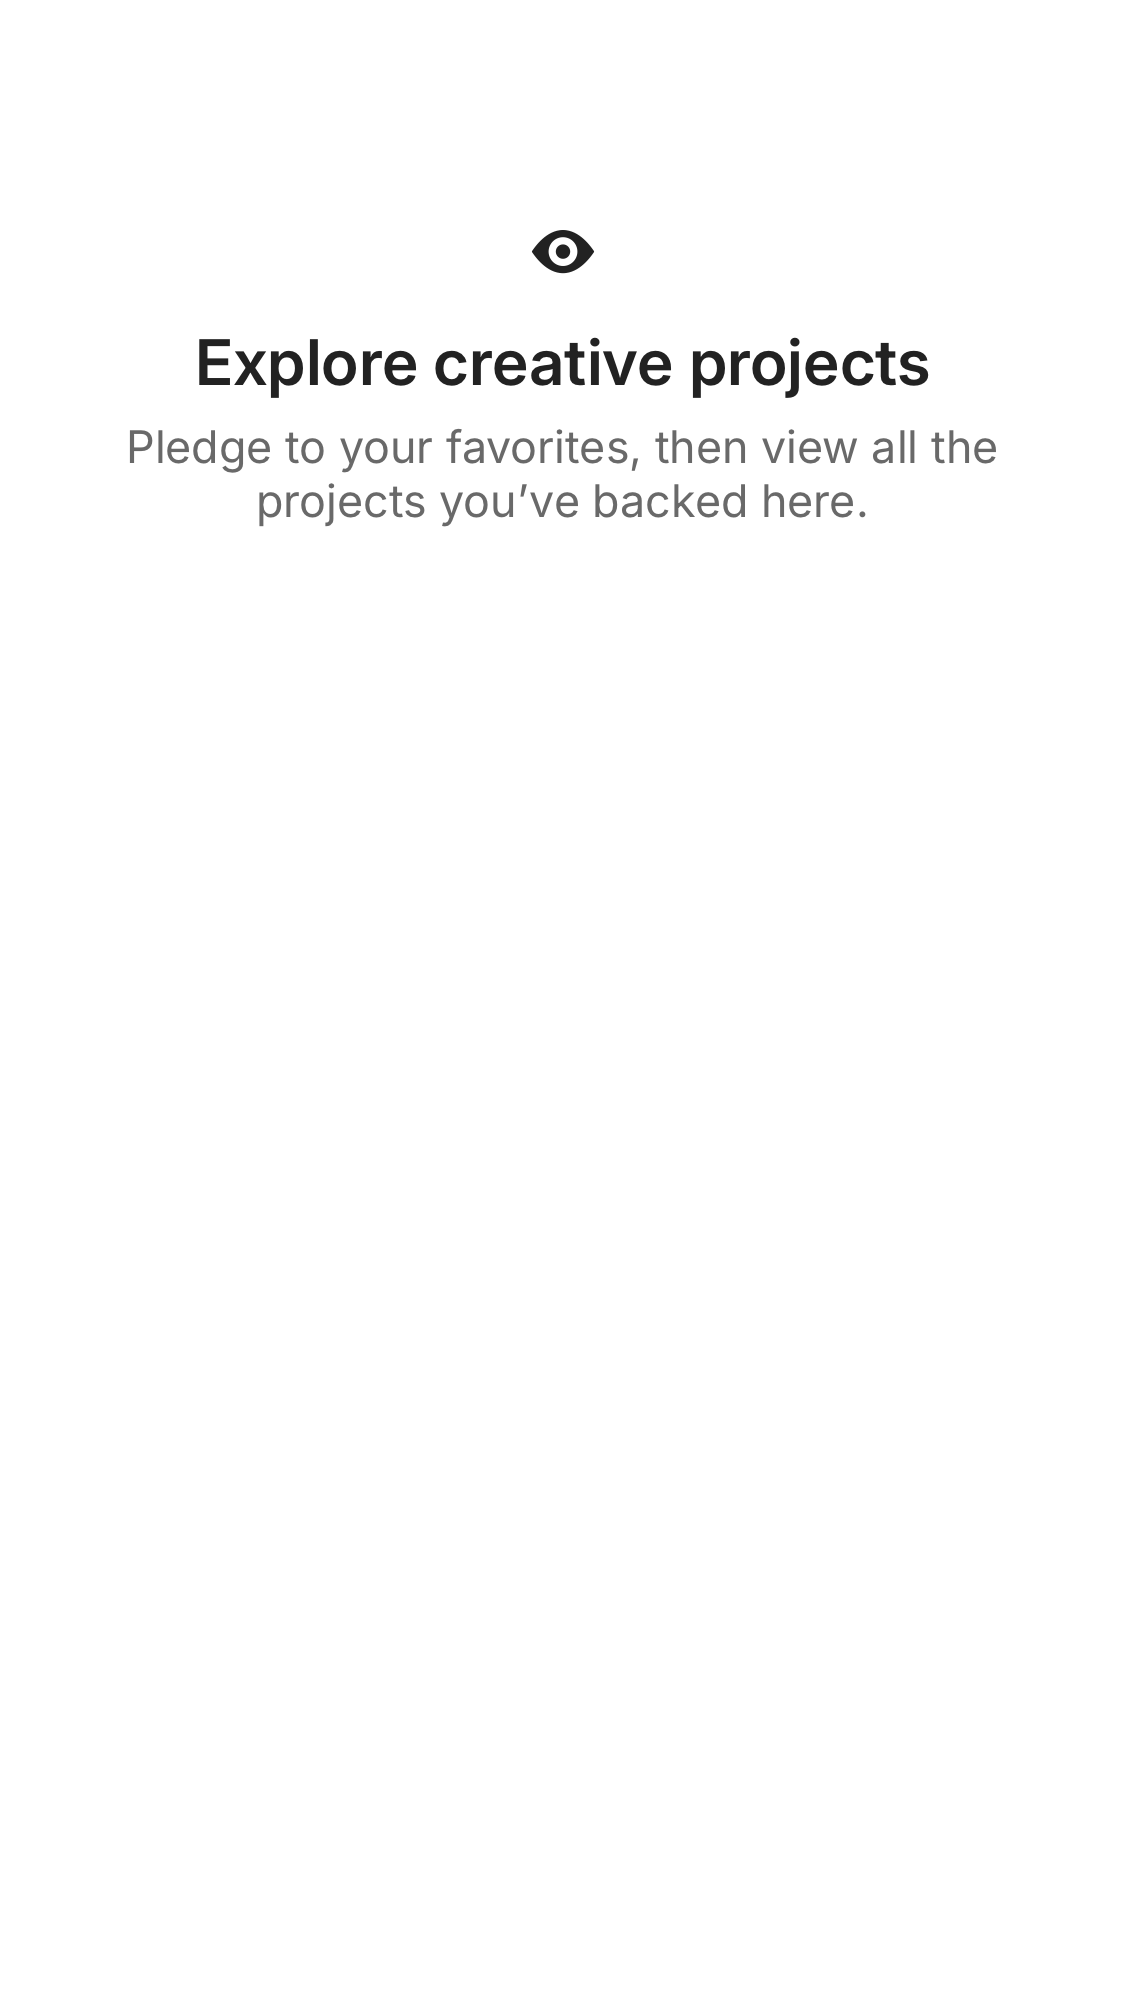 Explore creative projects
Pledge to your favorites, then view all the
projects you’ve backed here.